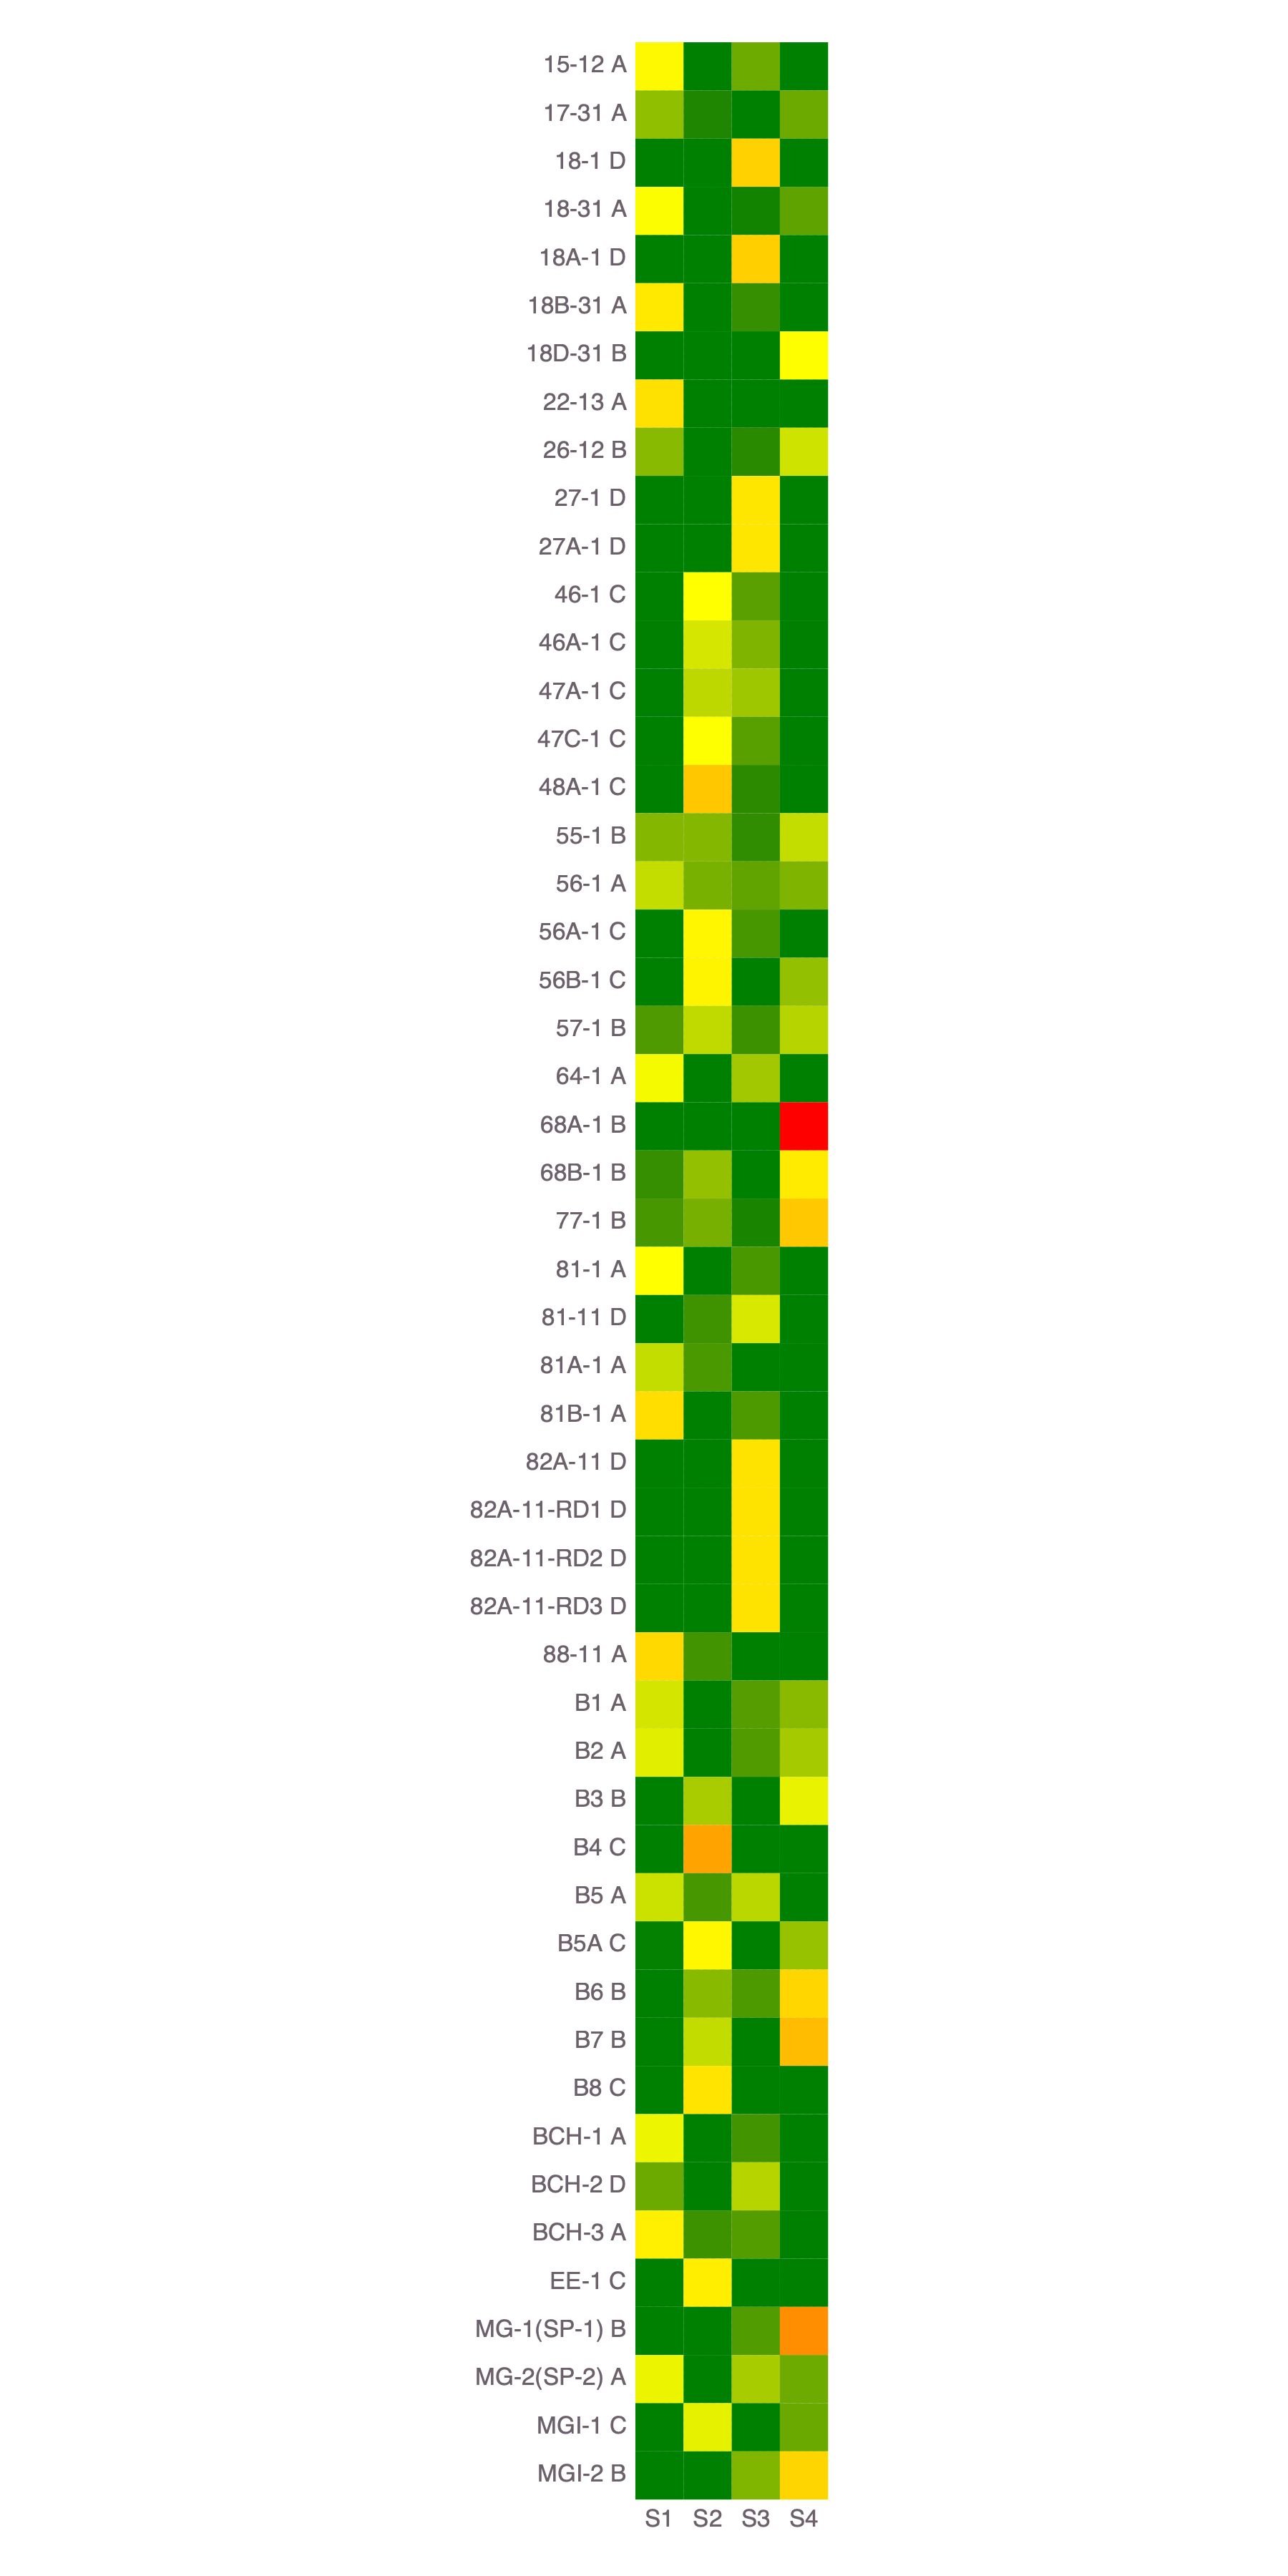 15-12 A
17-31 A
18-1 D
18-31 A
18A-1 D
18B-31 A
18D-31 B
22-13 A
26-12 B
27-1 D
27A-1 D
46-1 C
46A-1 C
47A-1 C
47C-1 C
48A-1 C
55-1 B
56-1 A
56A-1 C
56B-1 C
57-1 B
64-1 A
68A-1 B
68B-1 B
77-1 B
81-1 A
81-11 D
81A-1 A
81B-1 A
82A-11 D
82A-11-RD1 D
82A-11-RD2 D
82A-11-RD3 D
88-11 A
B1 A
B2 A
B3 B
B4 C
B5 A
B5A C
B6 B
B7 B
B8 C
BCH-1 A
BCH-2 D
BCH-3 A
EE-1 C
MG-1(SP-1) B
MG-2(SP-2) A
MGI-1 C
MGI-2 B
S1 S2 S3 S4